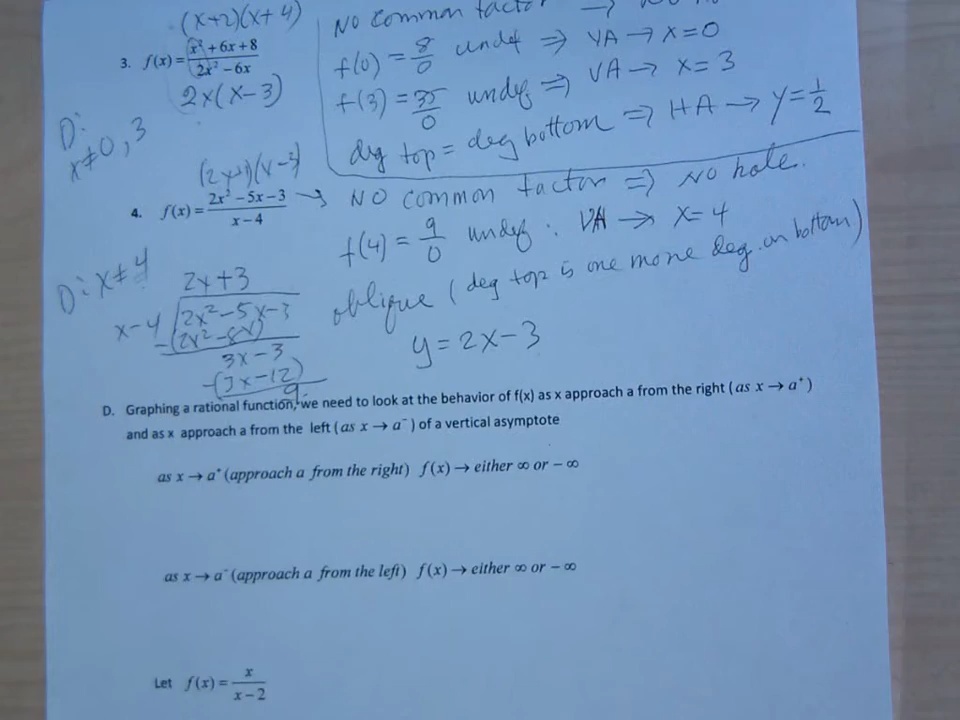 (x+2)(x+4)
No common factor → no
3. f(x) = x² + 6x + 8 / 2x² − 6x
2x(x−3)
D: x≠0, 3
f(0) = 8/0 undef ⇒ VA → x=0
f(3) = 35/0 undef ⇒ VA → x=3
deg top = deg bottom ⇒ HA → y=1/2
4. f(x) = 2x² − 5x − 3 / x − 4
→ NO common factor ⇒ No hole.
D: x≠4
f(4) = 9/0 undef ∴ VA → x=4
oblique (deg top is one more deg. on bottom)
y = 2x−3
2x+3
x−4 2x²−5x−3
−(2x²−8x)
3x−3
−(3x−12)
9
D. Graphing a rational function, we need to look at the behavior of f(x) as x approach a from the right (as x → a⁺)
and as x approach a from the left (as x → a⁻) of a vertical asymptote
as x → a⁺ (approach a from the right) f(x) → either ∞ or − ∞
as x → a⁻ (approach a from the left) f(x) → either ∞ or − ∞
Let f(x) = x / x − 2